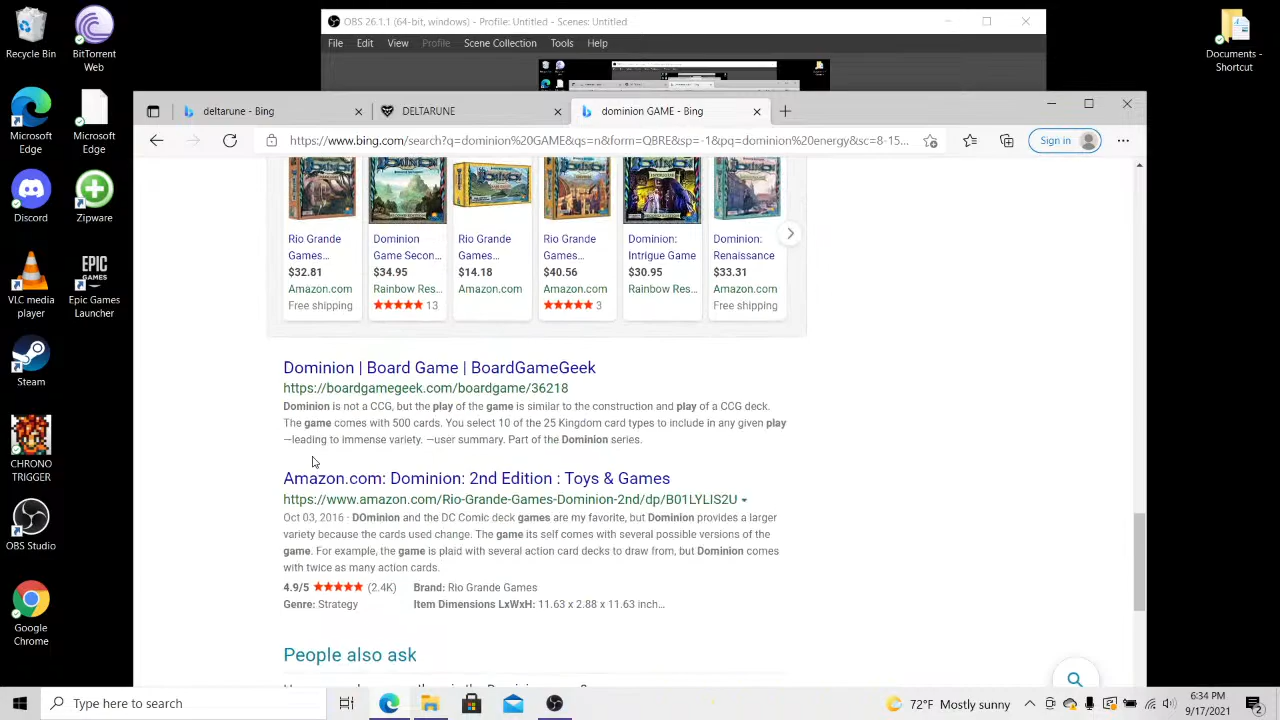 OBS 26.1.1 (64-bit, windows) - Profile: Untitled - Scenes: Untitled
File Edit View Profile Scene Collection Tools Help
Recycle Bin
BitTorrent Web
Documents - Shortcut
deltarune - Bing
DELTARUNE
dominion GAME - Bing
https://www.bing.com/search?q=dominion%20GAME&qs=n&form=QBRE&sp=-1&pq=dominion%20energy&sc=8-15...
Sign in
Microsoft Edge
Microsoft Edge
Discord
Zipware
VLC media player
EPIC GAMES
Epic Games Launcher
Steam
CHRONO TRIGGER
OBS Studio
Google Chrome
Rio Grande Games...
$32.81
Amazon.com
Free shipping
Dominion Game Secon...
$34.95
Rainbow Res...
13
Rio Grande Games...
$14.18
Amazon.com
Rio Grande Games...
$40.56
Amazon.com
3
Dominion: Intrigue Game
$30.95
Rainbow Res...
Dominion: Renaissance
$33.31
Amazon.com
Free shipping
Dominion | Board Game | BoardGameGeek
https://boardgamegeek.com/boardgame/36218
Dominion is not a CCG, but the play of the game is similar to the construction and play of a CCG deck.
The game comes with 500 cards. You select 10 of the 25 Kingdom card types to include in any given play
—leading to immense variety. —user summary. Part of the Dominion series.
Amazon.com: Dominion: 2nd Edition : Toys & Games
https://www.amazon.com/Rio-Grande-Games-Dominion-2nd/dp/B01LYLIS2U
Oct 03, 2016 · DOminion and the DC Comic deck games are my favorite, but Dominion provides a larger
variety because the cards used change. The game its self comes with several possible versions of the
game. For example, the game is plaid with several action card decks to draw from, but Dominion comes
with twice as many action cards.
4.9/5 (2.4K) Brand: Rio Grande Games
Genre: Strategy Item Dimensions LxWxH: 11.63 x 2.88 x 11.63 inch...
People also ask
Type here to search
72°F Mostly sunny
6:34 PM
9/17/2021
2